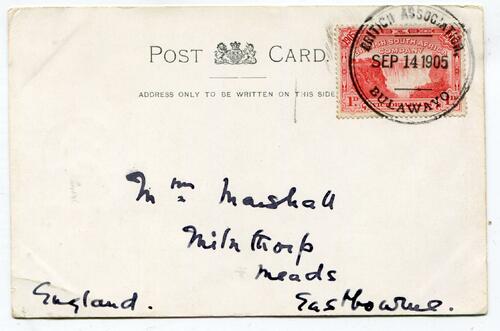 POST CARD.
ADDRESS ONLY TO BE WRITTEN ON THIS SIDE
BRITISH SOUTH AFRICA
COMPANY
BRITISH ASSOCIATION.
SEP 14 1905
BULAWAYO
Mrs Marshall
Milnthorp
Meads
Eastbourne.
England.